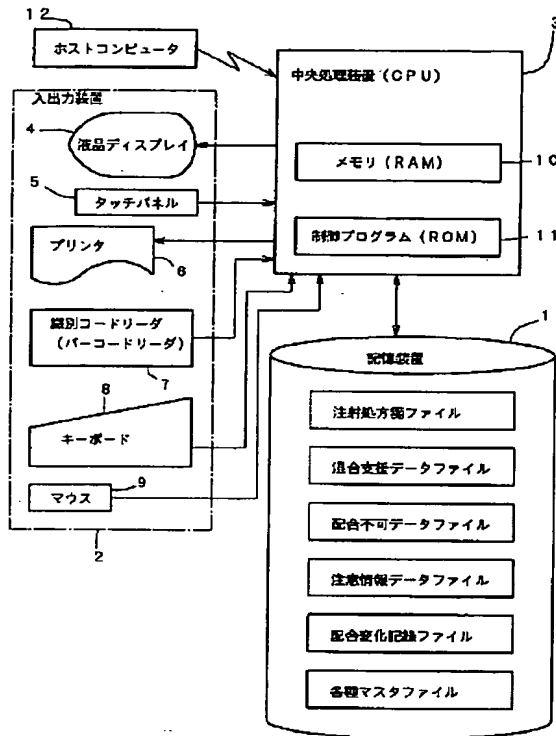 12
ホストコンピュータ
3
中央処理装置(CPU)
メモリ(RAM)
10
制御プログラム(ROM)
11
入出力装置
4
液晶ディスプレイ
5
タッチパネル
プリンタ
6
識別コードリーダ
(バーコードリーダ)
7
8
キーボード
マウス
9
2
1
記憶装置
注射処方箋ファイル
混合支援データファイル
配合不可データファイル
注意情報データファイル
配合変化記録ファイル
各種マスタファイル